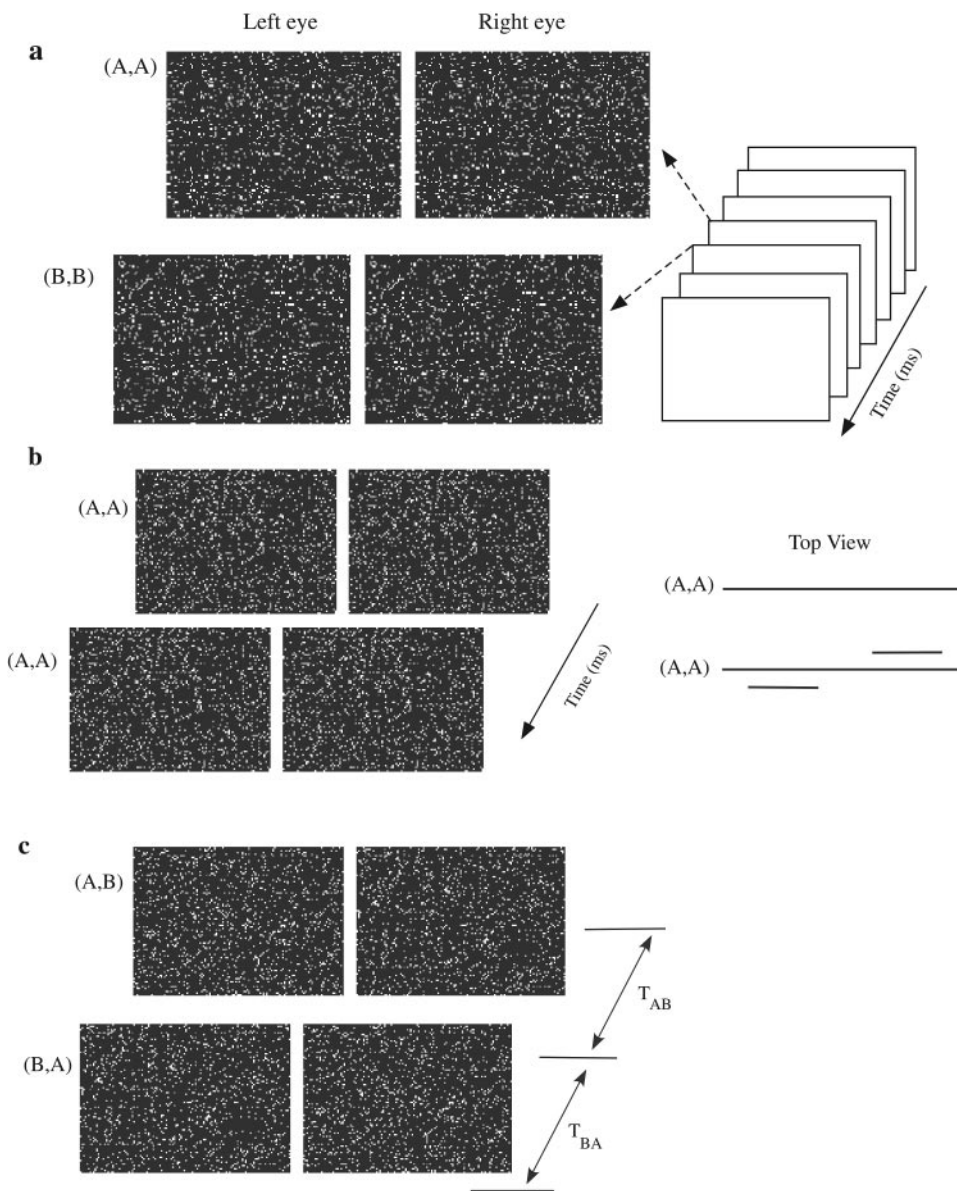 Left eye Right eye
a
(A,A)
(B,B)
Time (ms)
b
(A,A)
(A,A)
Time (ms)
Top View
(A,A)
(A,A)
c
(A,B)
T AB
(B,A)
T BA